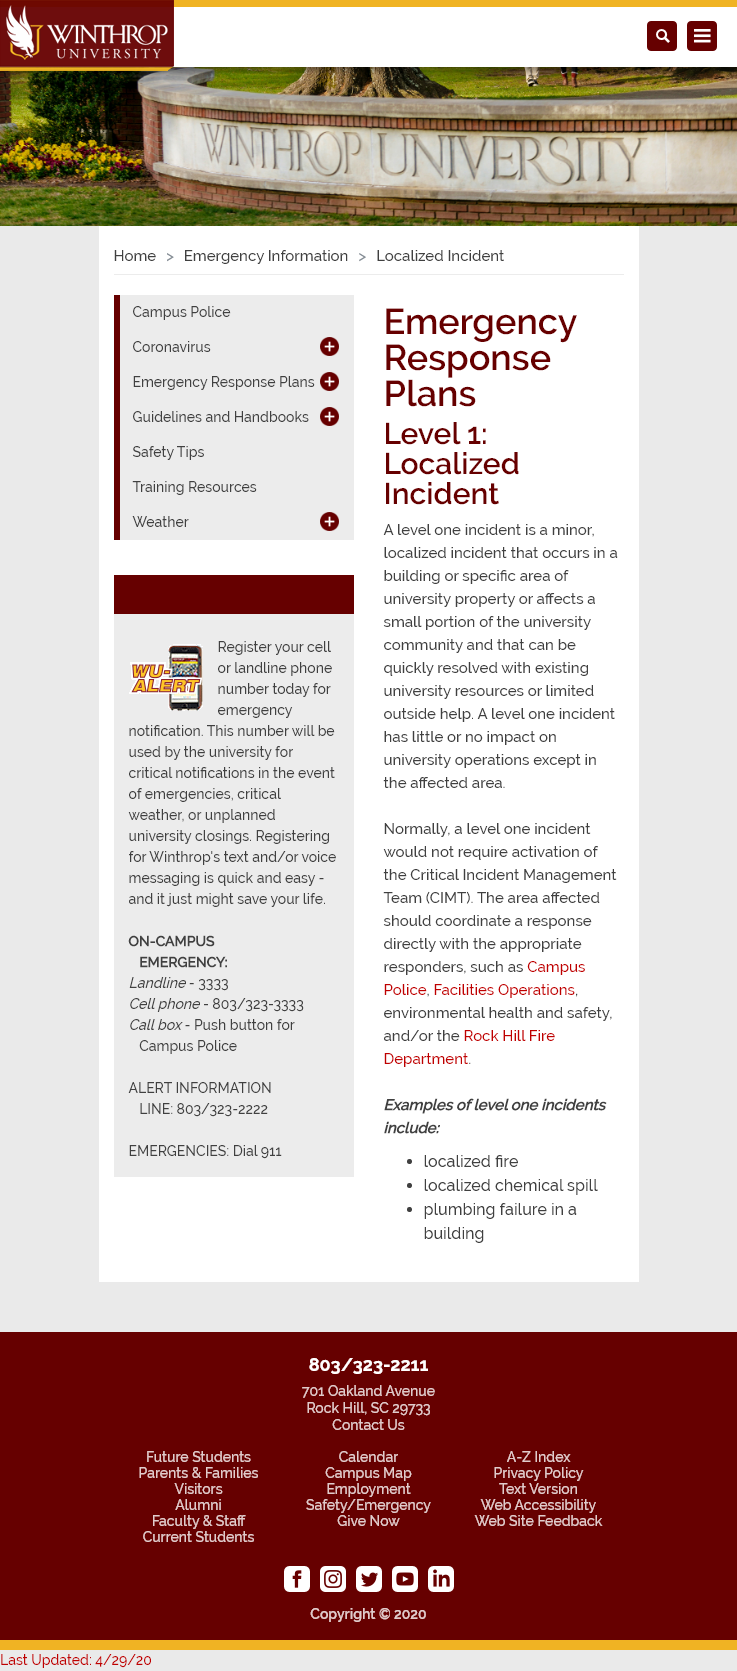 WINTHROP
UNIVERSITY
WINTHROP UNIVERSITY
Home > Emergency Information > Localized Incident
Campus Police
Coronavirus
Emergency Response Plans
Guidelines and Handbooks
Safety Tips
Training Resources
Weather
WU-
ALERT
Register your cell
or landline phone
number today for
emergency
notification. This number will be
used by the university for
critical notifications in the event
of emergencies, critical
weather, or unplanned
university closings. Registering
for Winthrop's text and/or voice
messaging is quick and easy -
and it just might save your life.
ON-CAMPUS
EMERGENCY:
Landline - 3333
Cell phone - 803/323-3333
Call box - Push button for
Campus Police
ALERT INFORMATION
LINE: 803/323-2222
EMERGENCIES: Dial 911
Emergency
Response
Plans
Level 1:
Localized
Incident
A level one incident is a minor,
localized incident that occurs in a
building or specific area of
university property or affects a
small portion of the university
community and that can be
quickly resolved with existing
university resources or limited
outside help. A level one incident
has little or no impact on
university operations except in
the affected area.
Normally, a level one incident
would not require activation of
the Critical Incident Management
Team (CIMT). The area affected
should coordinate a response
directly with the appropriate
responders, such as Campus
Police, Facilities Operations,
environmental health and safety,
and/or the Rock Hill Fire
Department.
Examples of level one incidents
include:
• localized fire
• localized chemical spill
• plumbing failure in a
building
803/323-2211
701 Oakland Avenue
Rock Hill, SC 29733
Contact Us
Future Students
Parents & Families
Visitors
Alumni
Faculty & Staff
Current Students
Calendar
Campus Map
Employment
Safety/Emergency
Give Now
A-Z Index
Privacy Policy
Text Version
Web Accessibility
Web Site Feedback
Copyright © 2020
Last Updated: 4/29/20